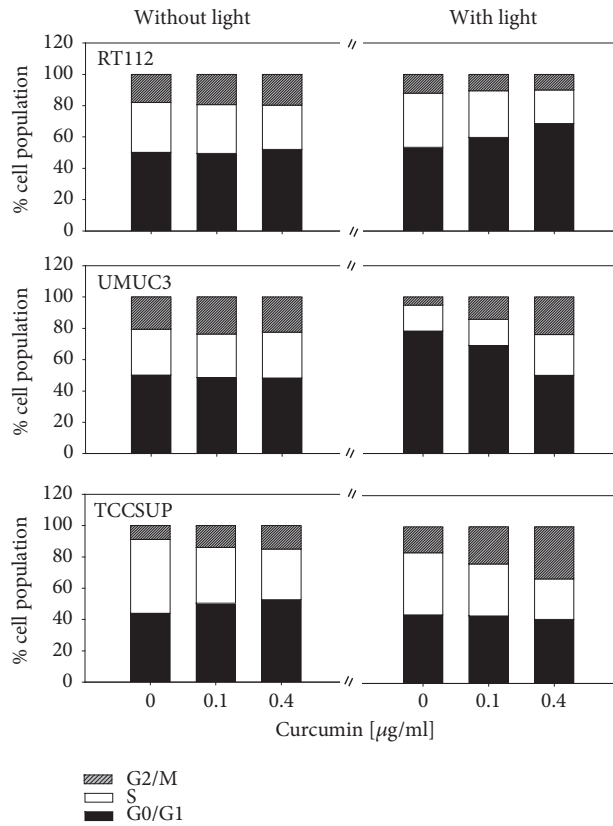 Without light
With light
120
100
80
60
40
20
0
% cell population
RT112
120
100
80
60
40
20
0
% cell population
UMUC3
120
100
80
60
40
20
0
% cell population
TCCSUP
0 0.1 0.4 0 0.1 0.4
Curcumin [μg/ml]
G2/M
S
G0/G1